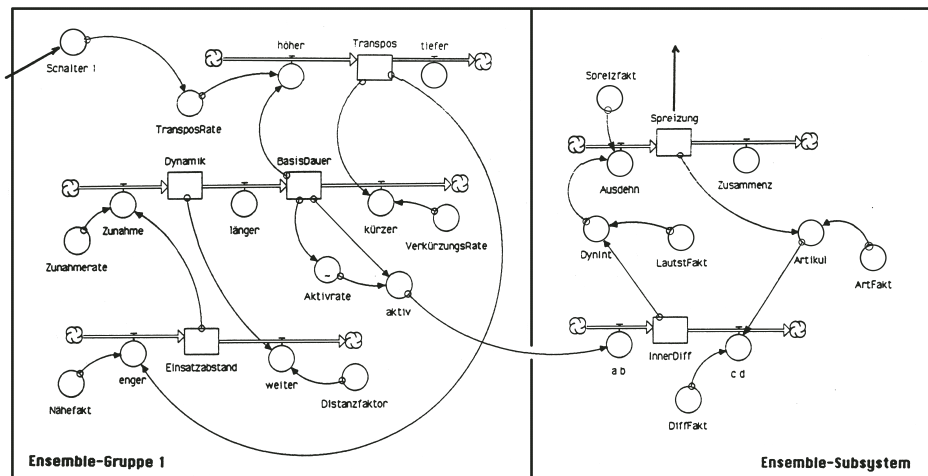 höher
Transpos
tiefer
Schalter 1
TransposRate
Dynamik
BasisDauer
Zunahme
länger
kürzer
Zunahmerate
VerkürzungsRate
Aktivrate
aktiv
Einsatzabstand
enger
weiter
Nähefakt
Distanzfaktor
Ensemble-Gruppe 1
Spreizfakt
Spreizung
Ausdehn
Zusammenz
DynInt
LautstFakt
Artikul
ArtFakt
InnerDiff
a b
c d
DiffFakt
Ensemble-Subsystem